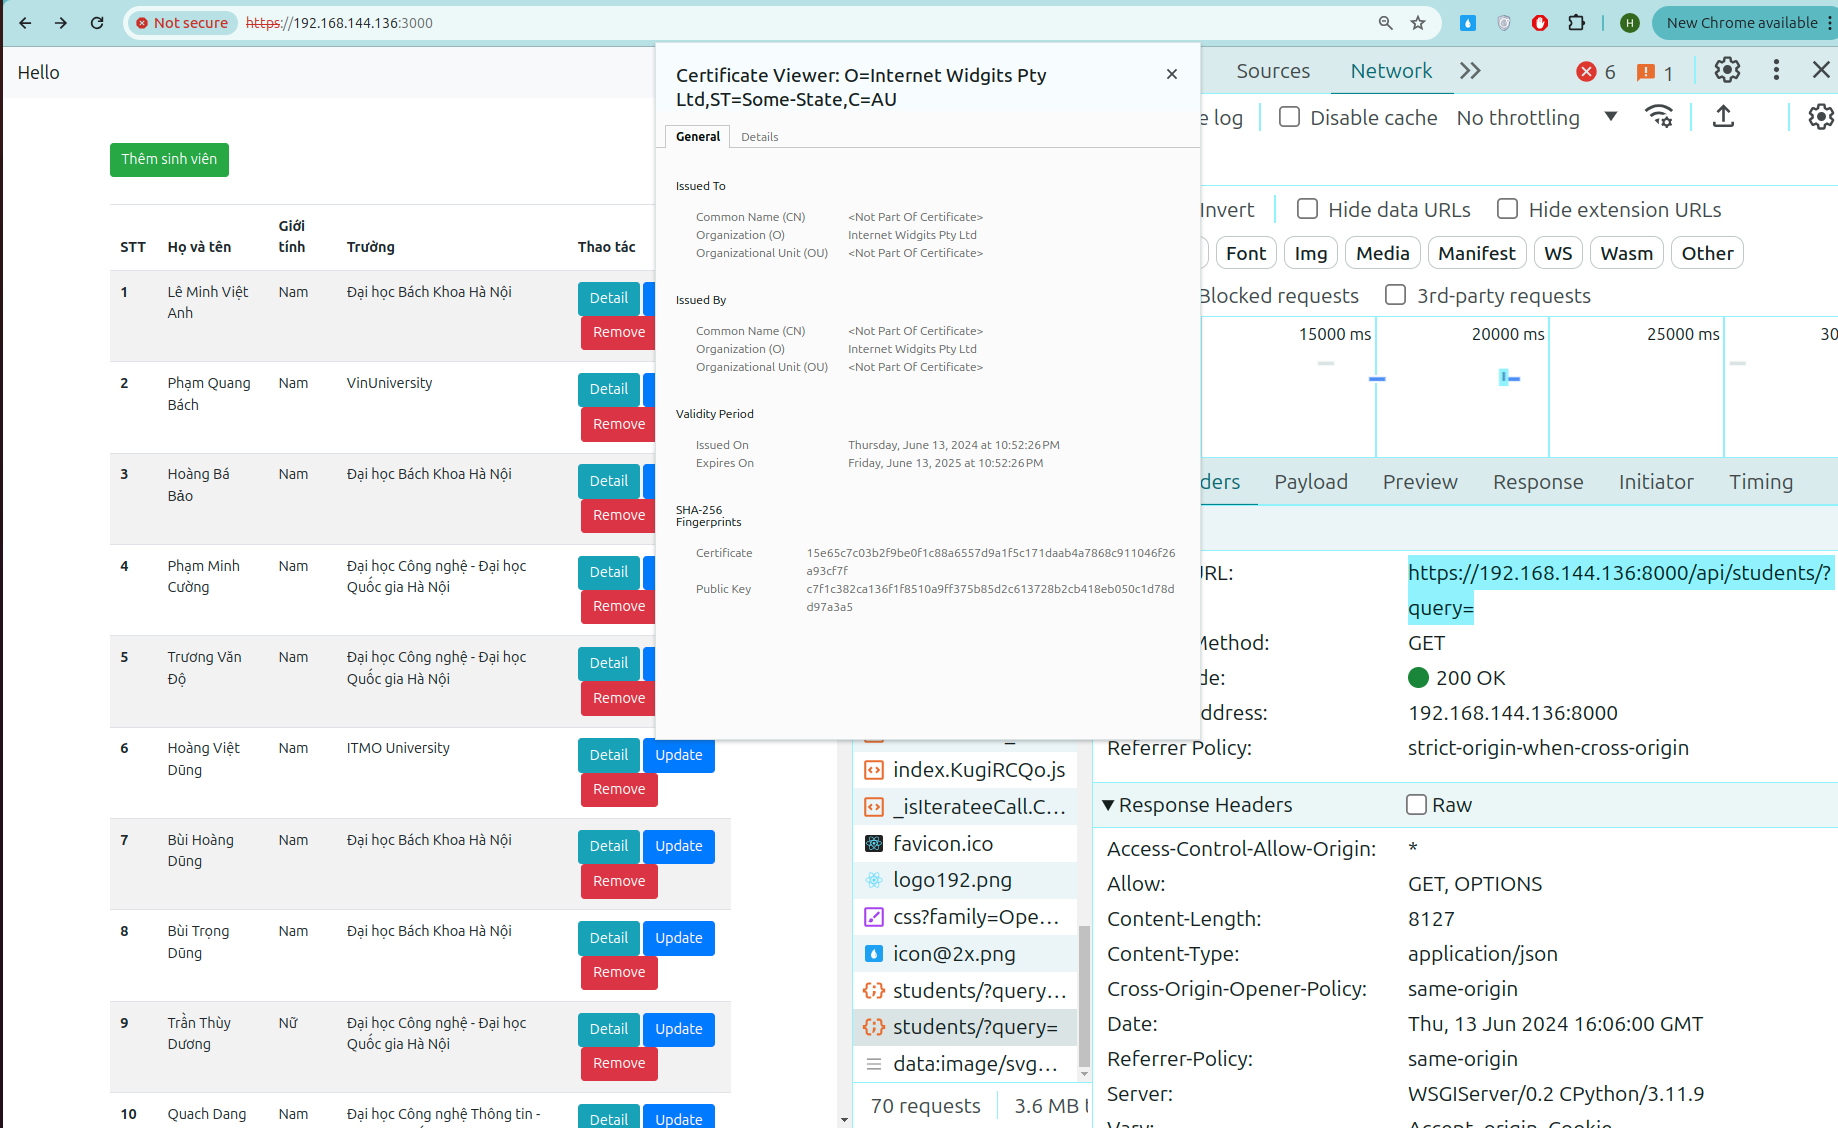 Not secure https://192.168.144.136:3000
H
New Chrome available
Hello
Thêm sinh viên
STT Họ và tên Giới tính Trường Thao tác
1 Lê Minh Việt Anh Nam Đại học Bách Khoa Hà Nội Detail
Remove
2 Phạm Quang Bách Nam VinUniversity Detail
Remove
3 Hoàng Bá Bảo Nam Đại học Bách Khoa Hà Nội Detail
Remove
4 Phạm Minh Cường Nam Đại học Công nghệ - Đại học Quốc gia Hà Nội Detail
Remove
5 Trương Văn Độ Nam Đại học Công nghệ - Đại học Quốc gia Hà Nội Detail
Remove
6 Hoàng Việt Dũng Nam ITMO University Detail Update
Remove
7 Bùi Hoàng Dũng Nam Đại học Bách Khoa Hà Nội Detail Update
Remove
8 Bùi Trọng Dũng Nam Đại học Bách Khoa Hà Nội Detail Update
Remove
9 Trần Thùy Dương Nữ Đại học Công nghệ - Đại học Quốc gia Hà Nội Detail Update
Remove
10 Quach Dang Nam Đại học Công nghệ Thông tin - Detail Update
Certificate Viewer: O=Internet Widgits Pty
Ltd,ST=Some-State,C=AU
General Details
Issued To
Common Name (CN) <Not Part Of Certificate>
Organization (O) Internet Widgits Pty Ltd
Organizational Unit (OU) <Not Part Of Certificate>
Issued By
Common Name (CN) <Not Part Of Certificate>
Organization (O) Internet Widgits Pty Ltd
Organizational Unit (OU) <Not Part Of Certificate>
Validity Period
Issued On Thursday, June 13, 2024 at 10:52:26 PM
Expires On Friday, June 13, 2025 at 10:52:26 PM
SHA-256
Fingerprints
Certificate 15e65c7c03b2f9be0f1c88a6557d9a1f5c171daab4a7868c911046f26
a93cf7f
Public Key c7f1c382ca136f1f8510a9ff375b85d2c613728b2cb418eb050c1d78d
d97a3a5
Sources Network 6 1
e log Disable cache No throttling
Invert Hide data URLs Hide extension URLs
Font Img Media Manifest WS Wasm Other
Blocked requests 3rd-party requests
15000 ms 20000 ms 25000 ms 30
ders Payload Preview Response Initiator Timing
URL: https://192.168.144.136:8000/api/students/?
query=
Method: GET
de: 200 OK
ddress: 192.168.144.136:8000
Referrer Policy: strict-origin-when-cross-origin
Response Headers Raw
Access-Control-Allow-Origin: *
Allow: GET, OPTIONS
Content-Length: 8127
Content-Type: application/json
Cross-Origin-Opener-Policy: same-origin
Date: Thu, 13 Jun 2024 16:06:00 GMT
Referrer-Policy: same-origin
Server: WSGIServer/0.2 CPython/3.11.9
Vary: Accept, origin, Cookie
index.KugiRCQo.js
_isIterateeCall.C...
favicon.ico
logo192.png
css?family=Ope...
icon@2x.png
students/?query...
students/?query=
data:image/svg...
70 requests 3.6 MB t